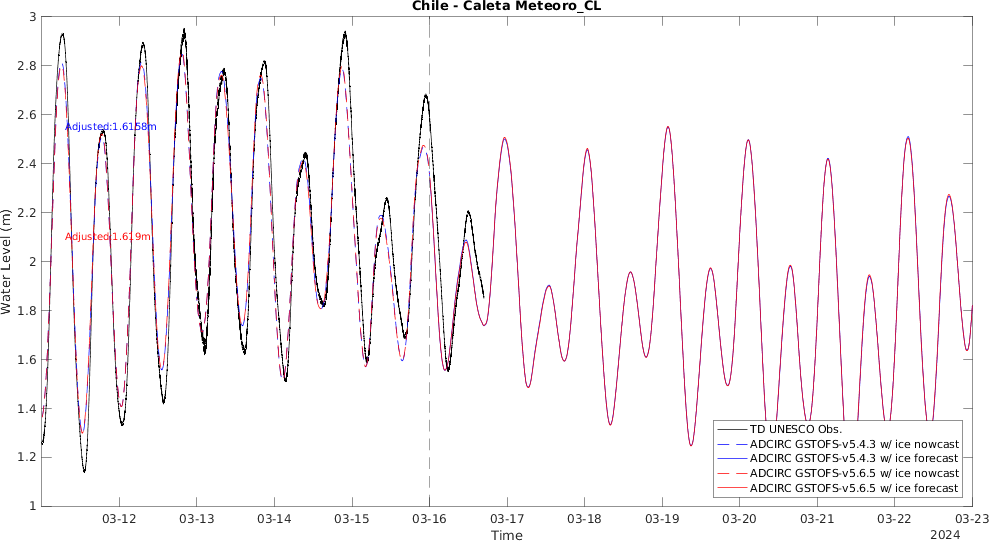 Chile - Caleta Meteoro_CL
Water Level (m)
3
2.8
2.6
2.4
2.2
2
1.8
1.6
1.4
1.2
1
Adjusted:1.6158m
Adjusted:1.619m
TD UNESCO Obs.
ADCIRC GSTOFS-v5.4.3 w/ ice nowcast
ADCIRC GSTOFS-v5.4.3 w/ ice forecast
ADCIRC GSTOFS-v5.6.5 w/ ice nowcast
ADCIRC GSTOFS-v5.6.5 w/ ice forecast
03-12 03-13 03-14 03-15 03-16 03-17 03-18 03-19 03-20 03-21 03-22 03-23
Time
2024